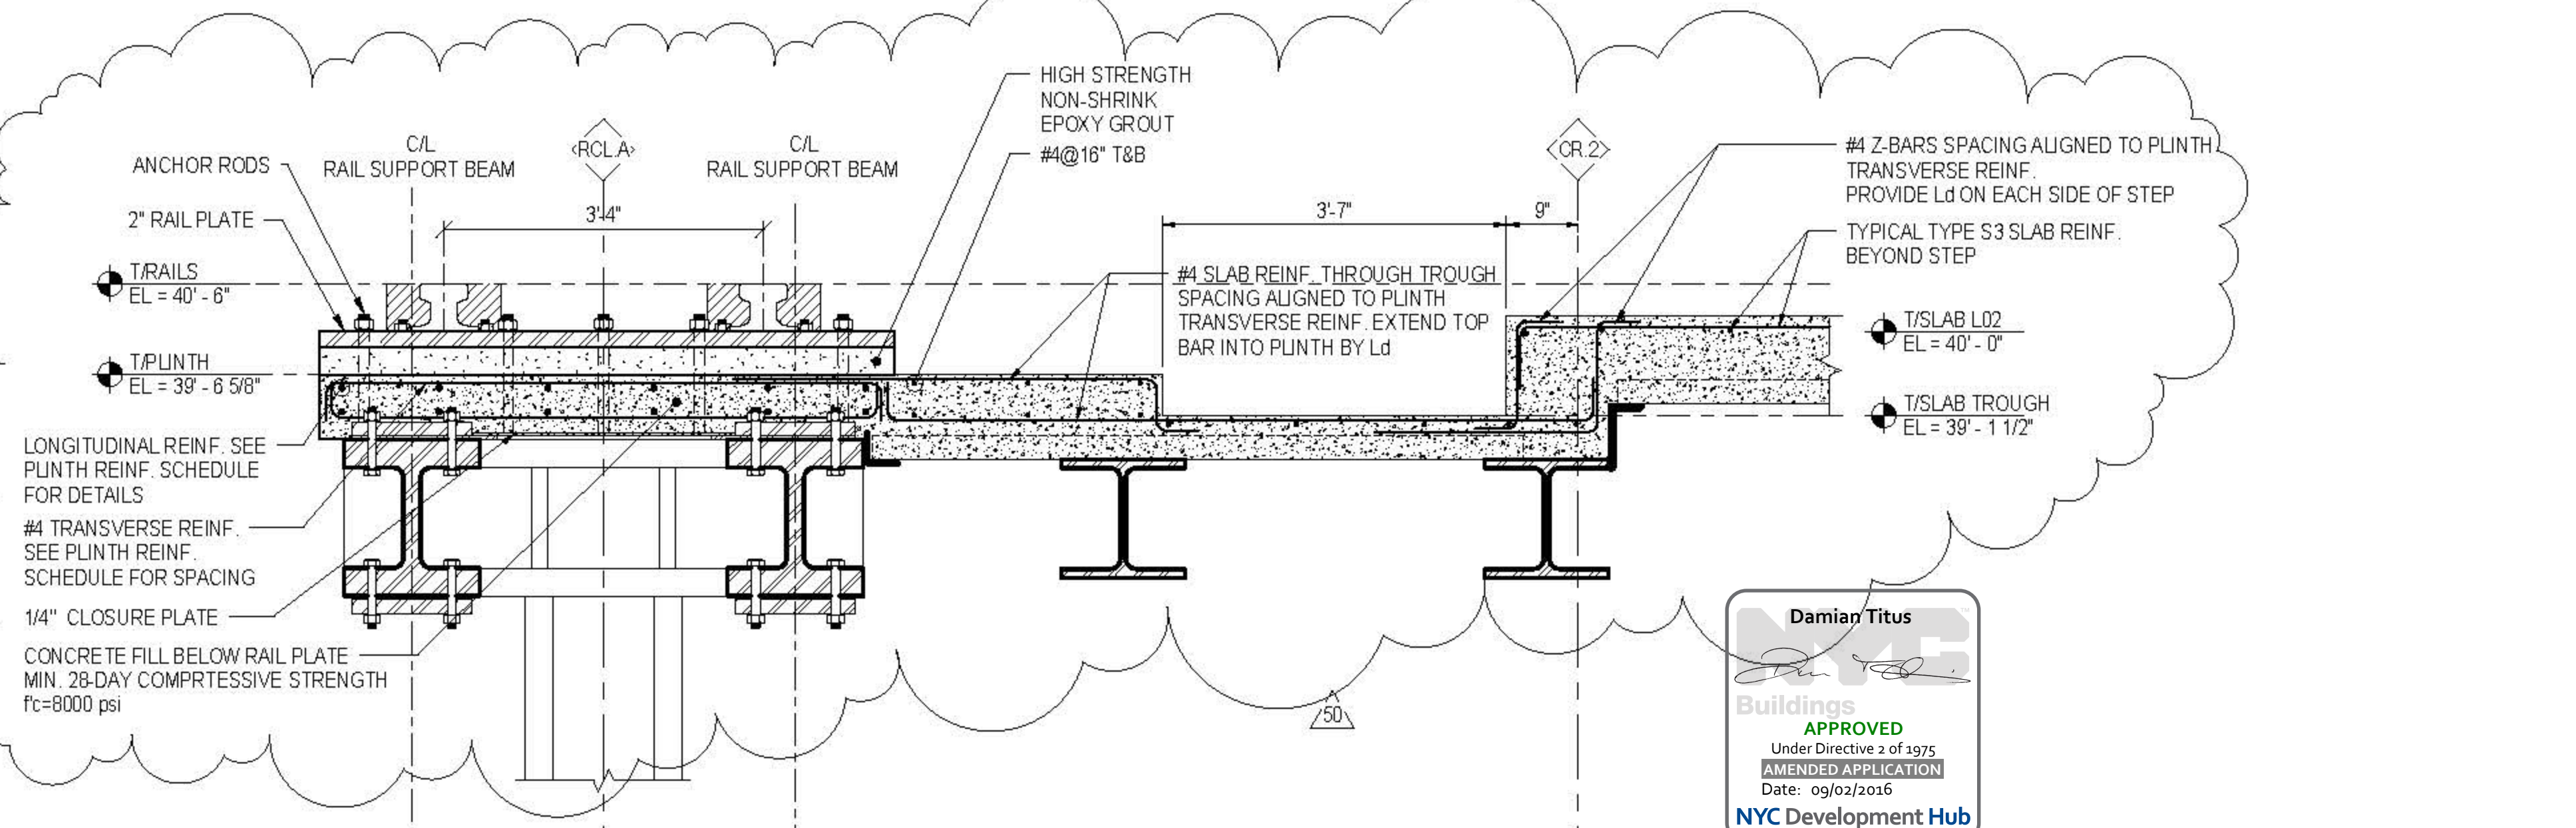 HIGH STRENGTH
NON-SHRINK
EPOXY GROUT
#4@16" T&B
C/L
RAIL SUPPORT BEAM
<RCL.A>
C/L
RAIL SUPPORT BEAM
<CR.2>
ANCHOR RODS
2" RAIL PLATE
3'-4"
3'-7"
9"
#4 Z-BARS SPACING ALIGNED TO PLINTH
TRANSVERSE REINF.
PROVIDE Ld ON EACH SIDE OF STEP
TYPICAL TYPE S3 SLAB REINF.
BEYOND STEP
T/RAILS
EL = 40' - 6"
#4 SLAB REINF. THROUGH TROUGH
SPACING ALIGNED TO PLINTH
TRANSVERSE REINF. EXTEND TOP
BAR INTO PLINTH BY Ld
T/SLAB L02
EL = 40' - 0"
T/PLINTH
EL = 39' - 6 5/8"
T/SLAB TROUGH
EL = 39' - 1 1/2"
LONGITUDINAL REINF. SEE
PLINTH REINF. SCHEDULE
FOR DETAILS
#4 TRANSVERSE REINF.
SEE PLINTH REINF.
SCHEDULE FOR SPACING
1/4" CLOSURE PLATE
CONCRETE FILL BELOW RAIL PLATE
MIN. 28-DAY COMPRTESSIVE STRENGTH
f'c=8000 psi
50
Damian Titus
NYC
Buildings
APPROVED
Under Directive 2 of 1975
AMENDED APPLICATION
Date: 09/02/2016
NYC Development Hub